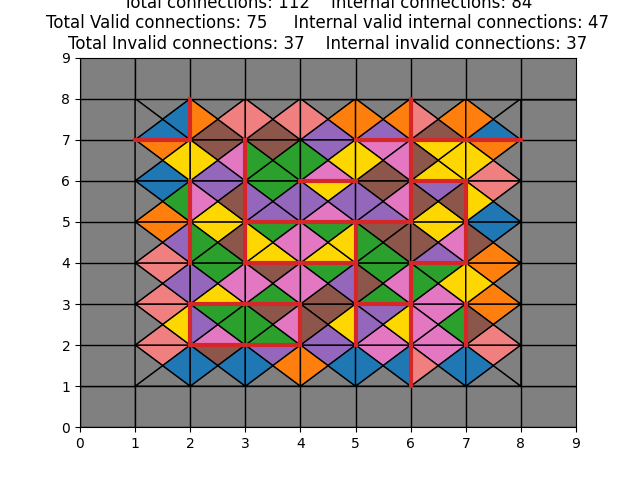 Total connections: 112    Internal connections: 84
Total Valid connections: 75    Internal valid internal connections: 47
Total Invalid connections: 37    Internal invalid connections: 37
9
8
7
6
5
4
3
2
1
0
0 1 2 3 4 5 6 7 8 9